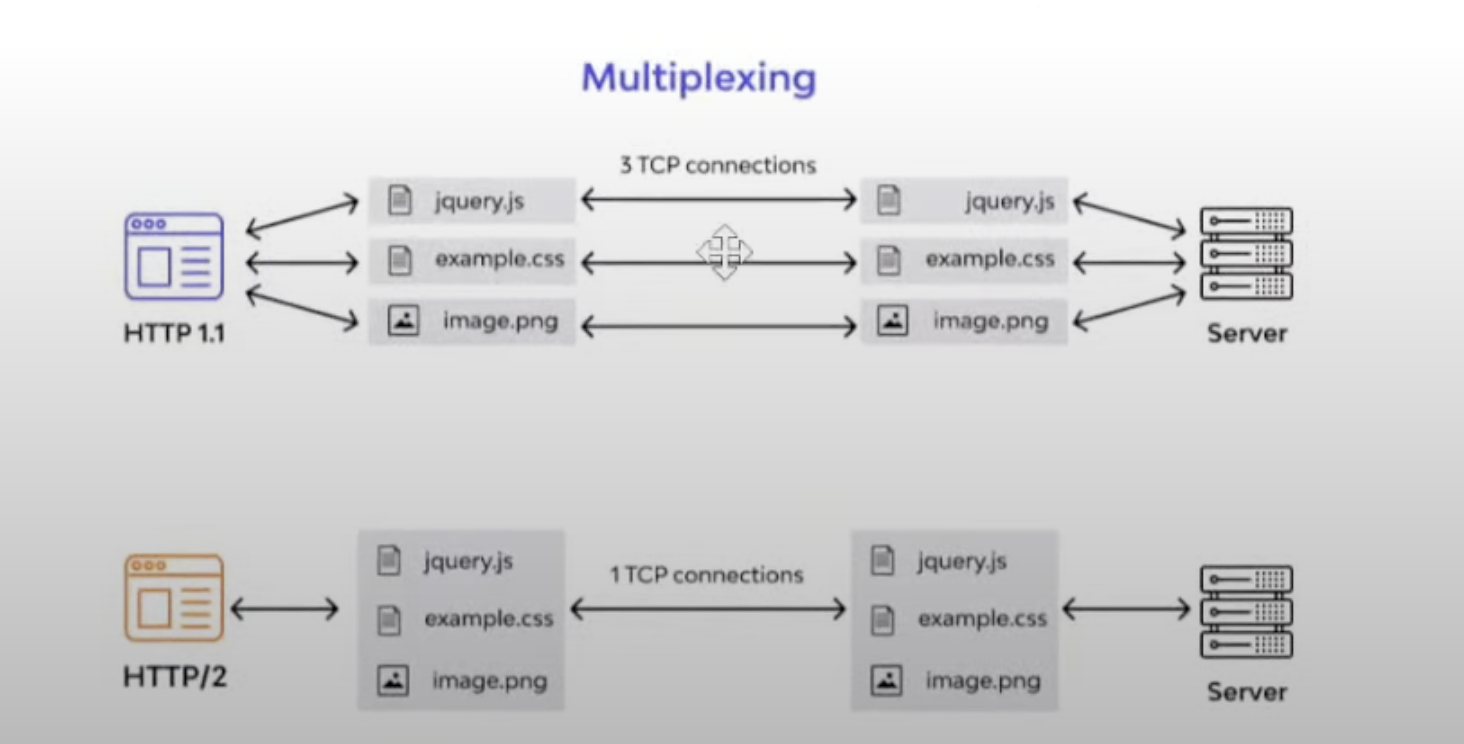 Multiplexing
3 TCP connections
jquery.js
jquery.js
example.css
example.css
image.png
image.png
HTTP 1.1
Server
1 TCP connections
jquery.js
jquery.js
example.css
example.css
image.png
image.png
HTTP/2
Server